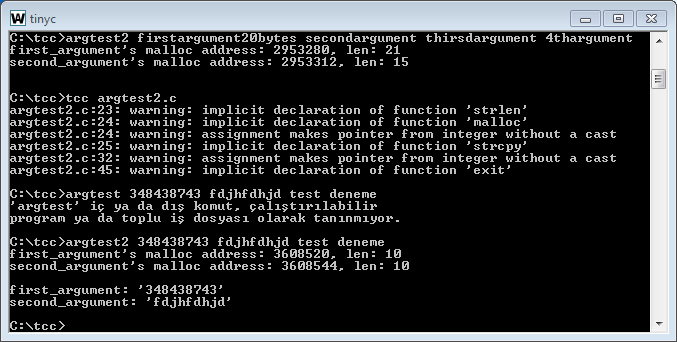 tinyc
C:\tcc>argtest2 firstargument20bytes secondargument thirsdargument 4thargument
first_argument's malloc address: 2953280, len: 21
second_argument's malloc address: 2953312, len: 15
C:\tcc>tcc argtest2.c
argtest2.c:23: warning: implicit declaration of function 'strlen'
argtest2.c:24: warning: implicit declaration of function 'malloc'
argtest2.c:24: warning: assignment makes pointer from integer without a cast
argtest2.c:25: warning: implicit declaration of function 'strcpy'
argtest2.c:32: warning: assignment makes pointer from integer without a cast
argtest2.c:45: warning: implicit declaration of function 'exit'
C:\tcc>argtest 348438743 fdjhfdhjd test deneme
'argtest' iç ya da dış komut, çalıştırılabilir
program ya da toplu iş dosyası olarak tanınmıyor.
C:\tcc>argtest2 348438743 fdjhfdhjd test deneme
first_argument's malloc address: 3608520, len: 10
second_argument's malloc address: 3608544, len: 10
first_argument: '348438743'
second_argument: 'fdjhfdhjd'
C:\tcc>